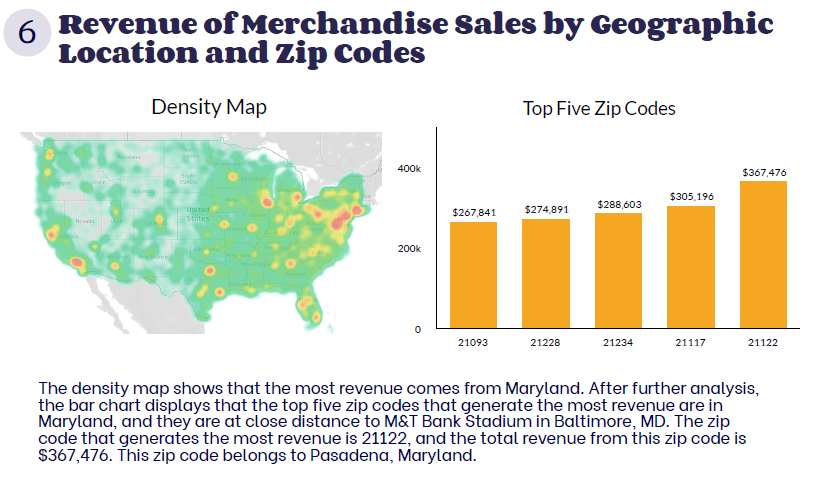 6
Revenue of Merchandise Sales by Geographic
Location and Zip Codes
Density Map
United
States
Nevada
Top Five Zip Codes
400k
200k
0
$267,841
$274,891
$288,603
$305,196
$367,476
21093
21228
21234
21117
21122
The density map shows that the most revenue comes from Maryland. After further analysis,
the bar chart displays that the top five zip codes that generate the most revenue are in
Maryland, and they are at close distance to M&T Bank Stadium in Baltimore, MD. The zip
code that generates the most revenue is 21122, and the total revenue from this zip code is
$367,476. This zip code belongs to Pasadena, Maryland.